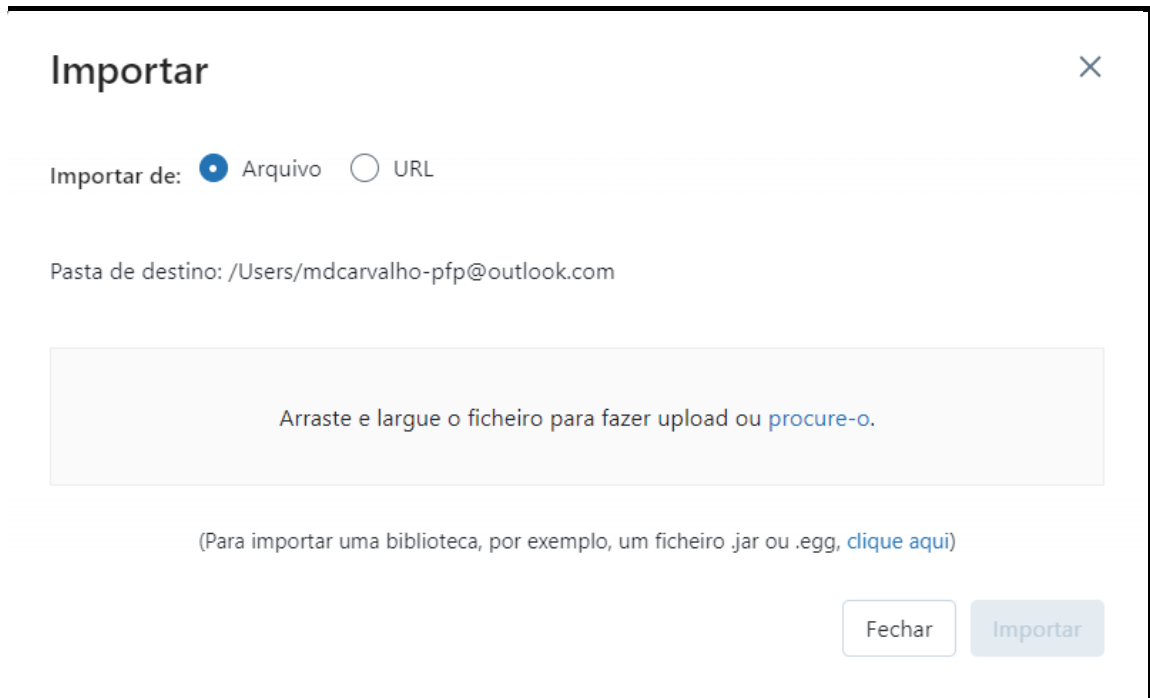 Importar
Importar de: Arquivo URL
Pasta de destino: /Users/mdcarvalho-pfp@outlook.com
Arraste e largue o ficheiro para fazer upload ou procure-o.
(Para importar uma biblioteca, por exemplo, um ficheiro .jar ou .egg, clique aqui)
Fechar Importar